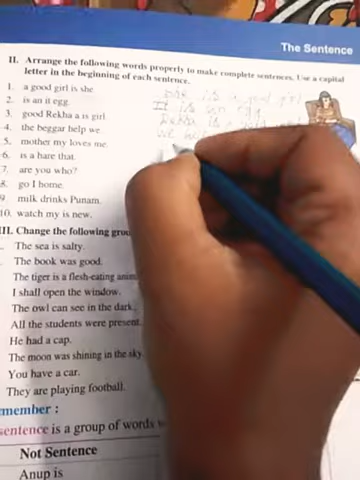 The Sentence
II. Arrange the following words properly to make complete sentences. Use a capital
letter in the beginning of each sentence.
1. a good girl is she
She is a good girl
2. is an it egg.
It is an egg
3. good Rekha a is girl
Rekha is a
4. the beggar help we
we
5. mother my loves me
6. is a hare that
7. are you who?
8. go I home.
9. milk drinks Punam.
10. watch my is new.
III. Change the following
The sea is salty.
The book was good.
The tiger is a flesh-eating
I shall open the window.
The owl can see in the dark.
All the students were present
He had a cap.
The moon was shining in the sky
You have a car.
They are playing football.
member :
sentence is a group of words
Not Sentence
Anup is